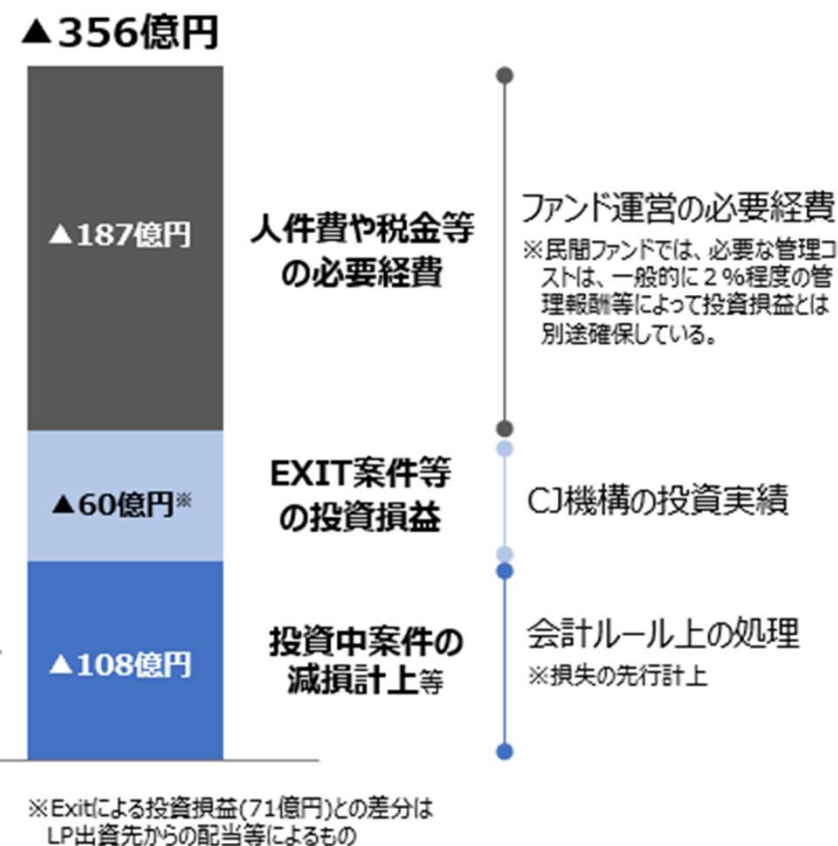 ▲356億円
▲187億円
人件費や税金等
の必要経費
ファンド運営の必要経費
※民間ファンドでは、必要な管理コ
ストは、一般的に２%程度の管
理報酬等によって投資損益とは
別途確保している。
▲60億円※
EXIT案件等
の投資損益
CJ機構の投資実績
▲108億円
投資中案件の
減損計上等
会計ルール上の処理
※損失の先行計上
※Exitによる投資損益(71億円)との差分は
LP出資先からの配当等によるもの